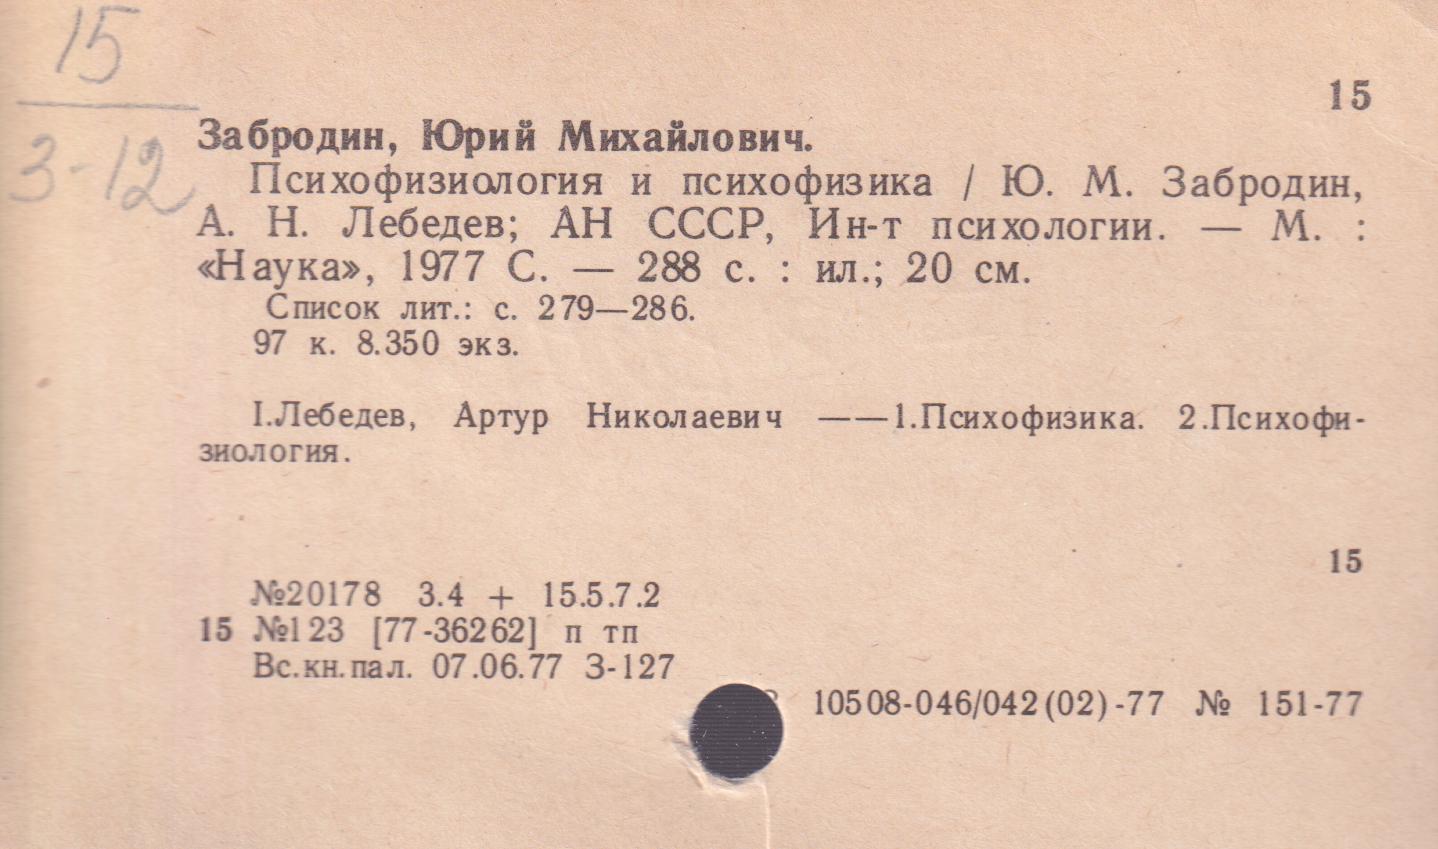 15
3-12
15
Забродин, Юрий Михайлович.
Психофизиология и психофизика / Ю. М. Забродин,
А. Н. Лебедев; АН СССР, Ин-т психологии. — М. :
«Наука», 1977 С. — 288 с. : ил.; 20 см.
Список лит.: с. 279—286.
97 к. 8.350 экз.
I.Лебедев, Артур Николаевич ——1.Психофизика. 2.Психофи-
зиология.
15
№20178 3.4 + 15.5.7.2
15 №123 [77-36262] п тп
Вс.кн.пал. 07.06.77 З-127
10508-046/042(02)-77 № 151-77